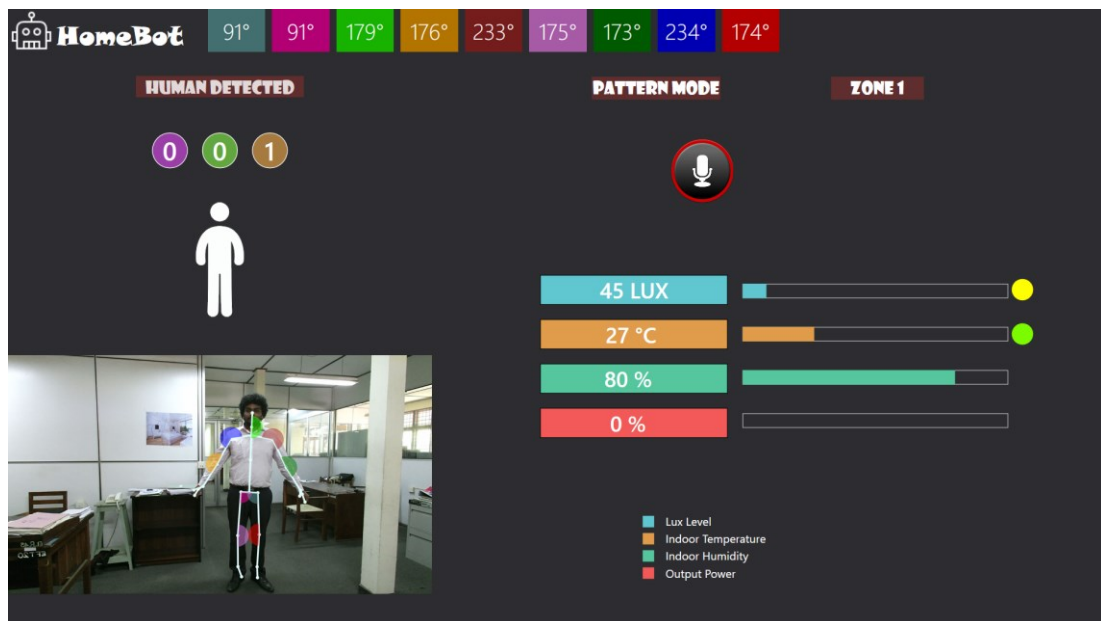 HomeBot 91° 91° 179° 176° 233° 175° 173° 234° 174°
HUMAN DETECTED PATTERN MODE ZONE 1
0 0 1
45 LUX
27 °C
80 %
0 %
Lux Level
Indoor Temperature
Indoor Humidity
Output Power